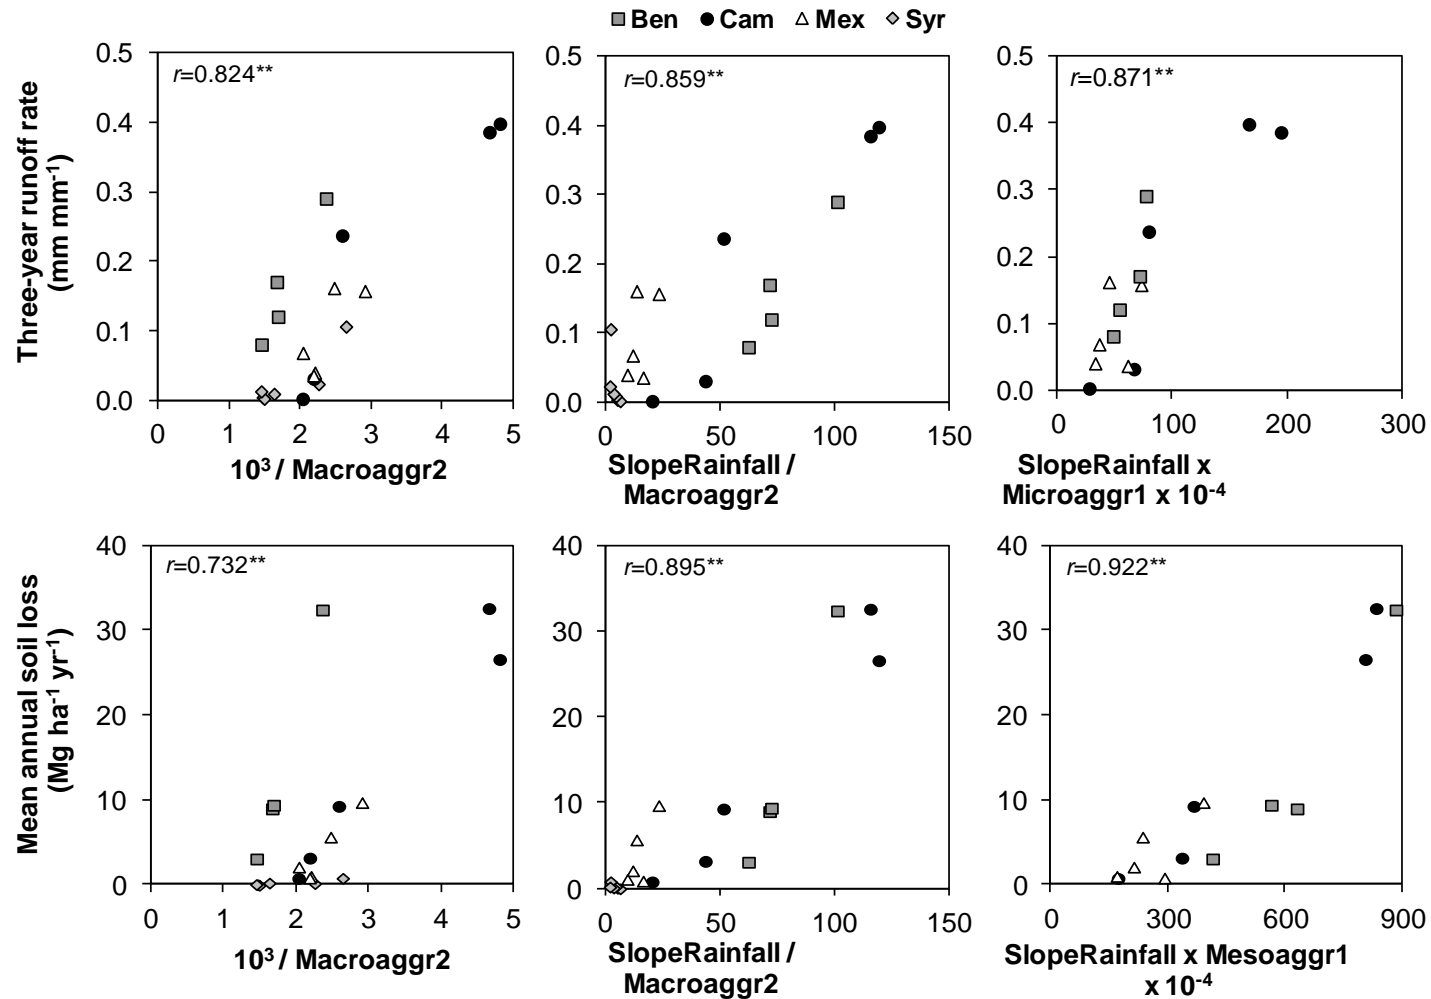 Ben Cam Mex Syr
Three-year runoff rate
(mm mm-1)
0.5
0.4
0.3
0.2
0.1
0.0
r=0.824**
0 1 2 3 4 5
10³ / Macroaggr2
0.5
0.4
0.3
0.2
0.1
0.0
r=0.859**
0 50 100 150
SlopeRainfall /
Macroaggr2
0.5
0.4
0.3
0.2
0.1
0.0
r=0.871**
0 100 200 300
SlopeRainfall x
Microaggr1 x 10-4
Mean annual soil loss
(Mg ha-1 yr-1)
40
30
20
10
0
r=0.732**
0 1 2 3 4 5
10³ / Macroaggr2
40
30
20
10
0
r=0.895**
0 50 100 150
SlopeRainfall /
Macroaggr2
40
30
20
10
0
r=0.922**
0 300 600 900
SlopeRainfall x Mesoaggr1
x 10-4